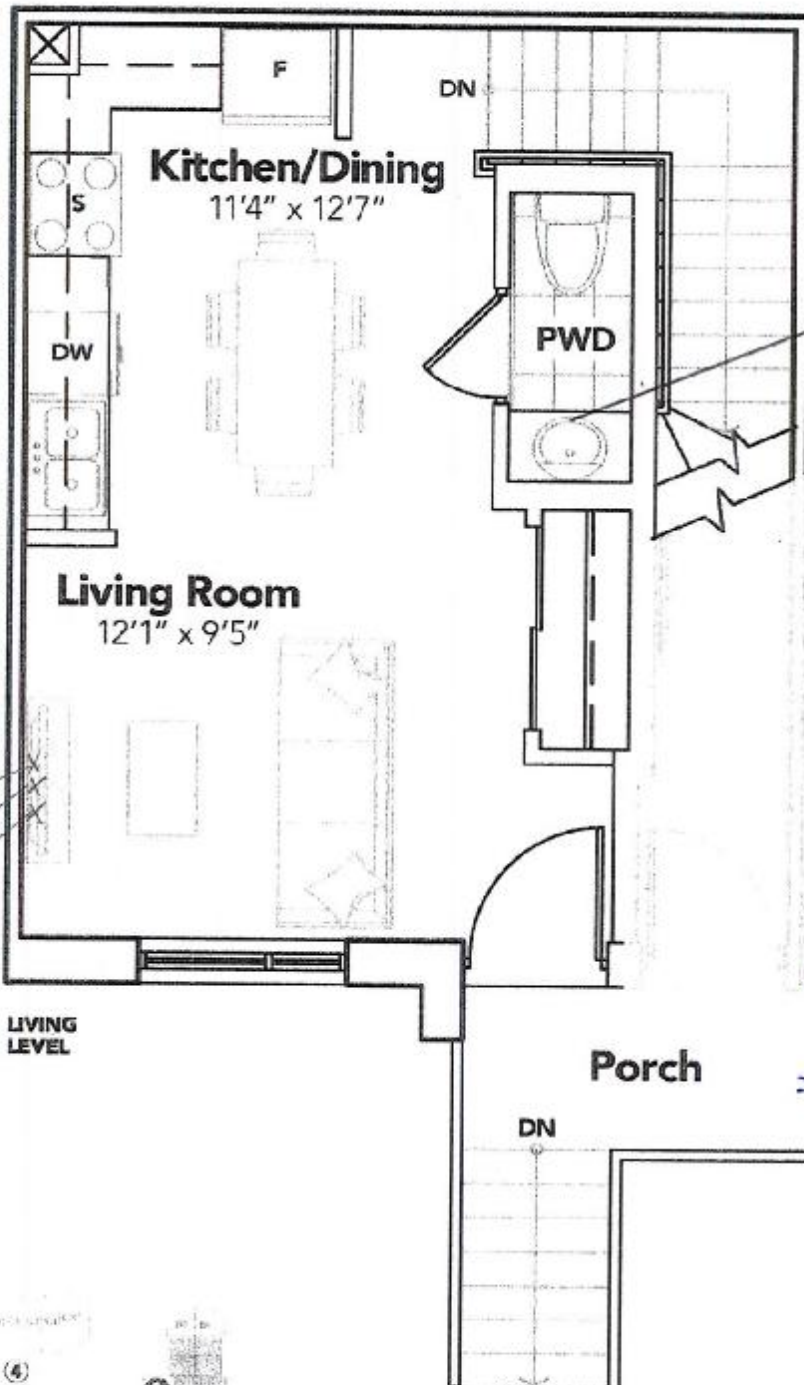 F
DN
Kitchen/Dining
11'4" x 12'7"
S
PWD
DW
Living Room
12'1" x 9'5"
LIVING
LEVEL
Porch
DN
(4)